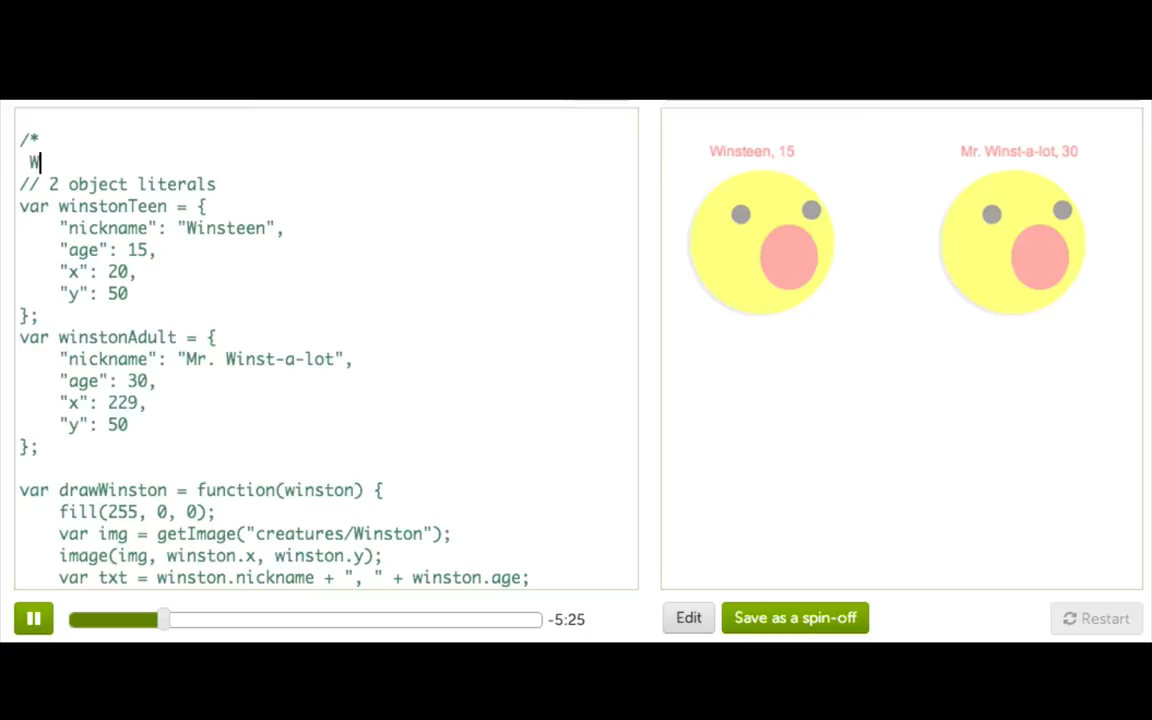 /*
W
// 2 object literals
var winstonTeen = {
"nickname": "Winsteen",
"age": 15,
"x": 20,
"y": 50
};
var winstonAdult = {
"nickname": "Mr. Winst-a-lot",
"age": 30,
"x": 229,
"y": 50
};
var drawWinston = function(winston) {
fill(255, 0, 0);
var img = getImage("creatures/Winston");
image(img, winston.x, winston.y);
var txt = winston.nickname + ", " + winston.age;
Winsteen, 15
Mr. Winst-a-lot, 30
-5:25
Edit
Save as a spin-off
Restart